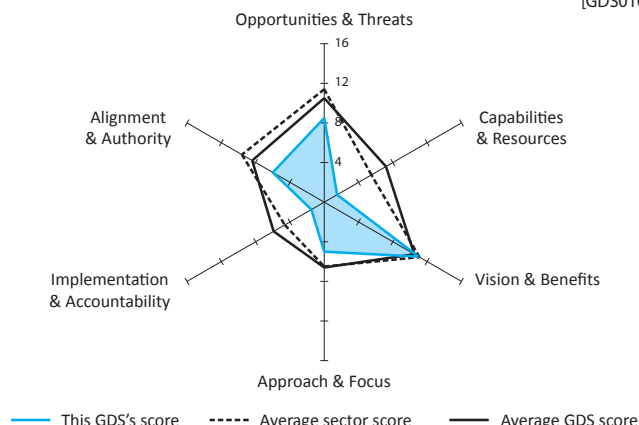 [GDS01
Opportunities & Threats
16
12
8
4
Alignment
& Authority
Capabilities
& Resources
Implementation
& Accountability
Vision & Benefits
Approach & Focus
This GDS's score
Average sector score
Average GDS score